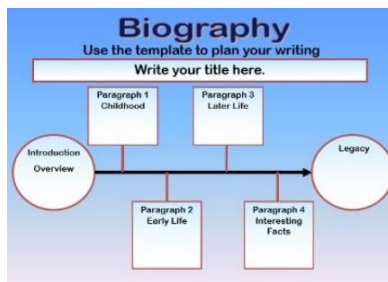 Biography
Use the template to plan your writing
Write your title here.
Introduction
Overview
Paragraph 1
Childhood
Paragraph 2
Early Life
Paragraph 3
Later Life
Paragraph 4
Interesting
Facts
Legacy